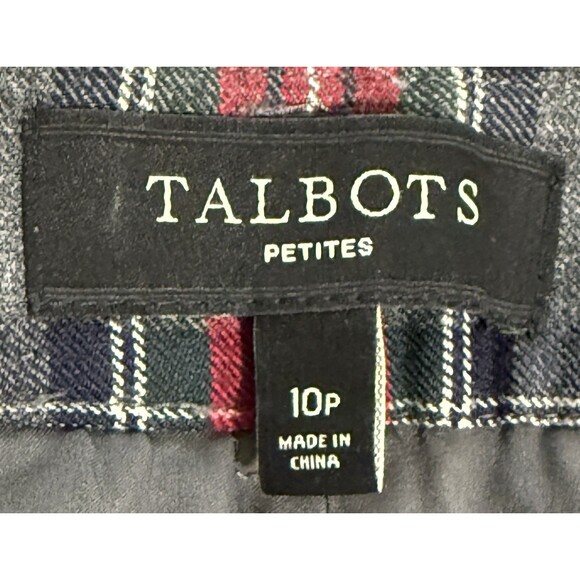 TALBOTS
PETITES
10P
MADE IN
CHINA